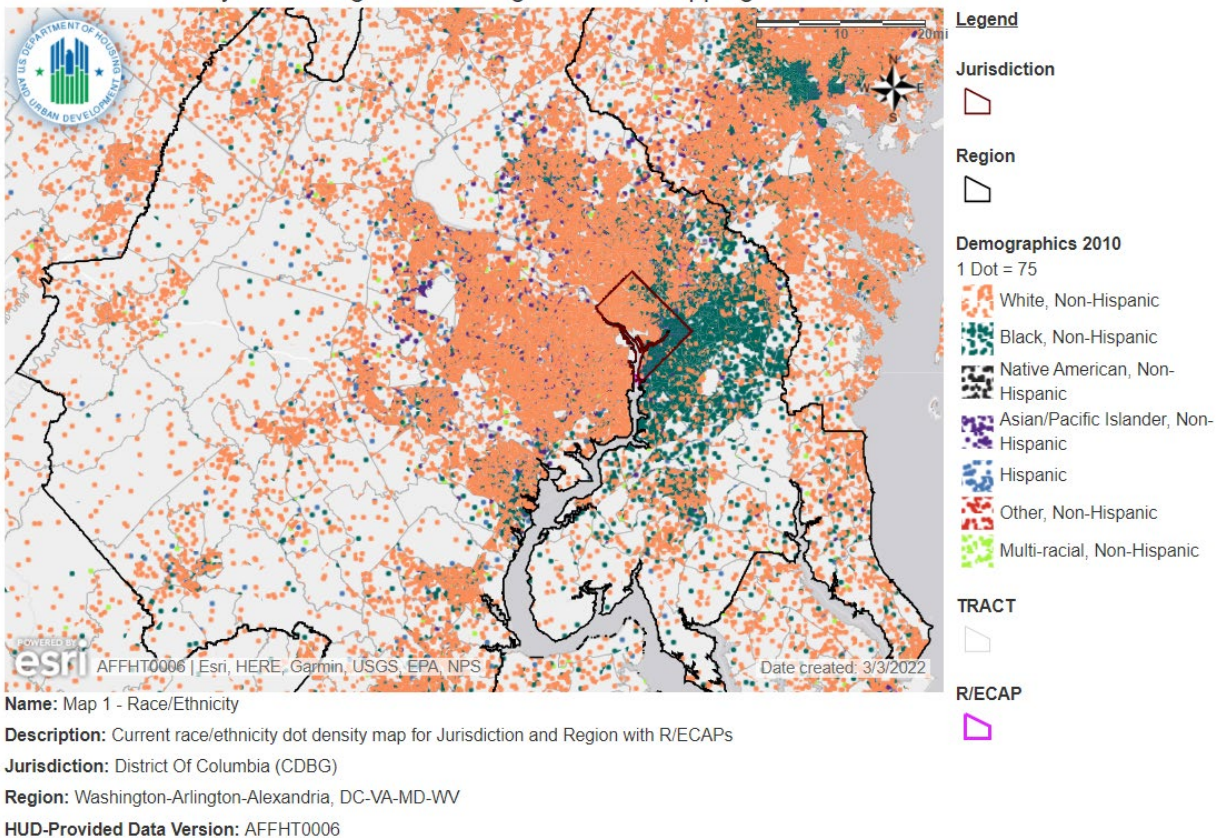 0 10 20mi
N
W E
S
U.S. DEPARTMENT OF HOUSING
AND URBAN DEVELOPMENT
POWERED BY
esri
AFFHT0006 | Esri, HERE, Garmin, USGS, EPA, NPS
Date created: 3/3/2022
Legend
Jurisdiction
Region
Demographics 2010
1 Dot = 75
White, Non-Hispanic
Black, Non-Hispanic
Native American, Non-
Hispanic
Asian/Pacific Islander, Non-
Hispanic
Hispanic
Other, Non-Hispanic
Multi-racial, Non-Hispanic
TRACT
R/ECAP
Name: Map 1 - Race/Ethnicity
Description: Current race/ethnicity dot density map for Jurisdiction and Region with R/ECAPs
Jurisdiction: District Of Columbia (CDBG)
Region: Washington-Arlington-Alexandria, DC-VA-MD-WV
HUD-Provided Data Version: AFFHT0006